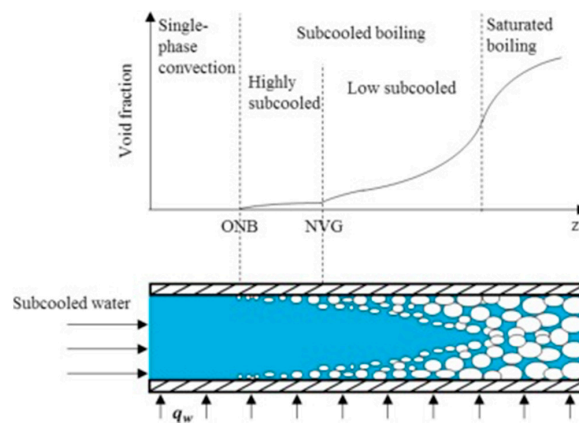 Single-
phase
convection
Subcooled boiling
Saturated
boiling
Highly
subcooled
Low subcooled
Void fraction
ONB
NVG
z
Subcooled water
q_w